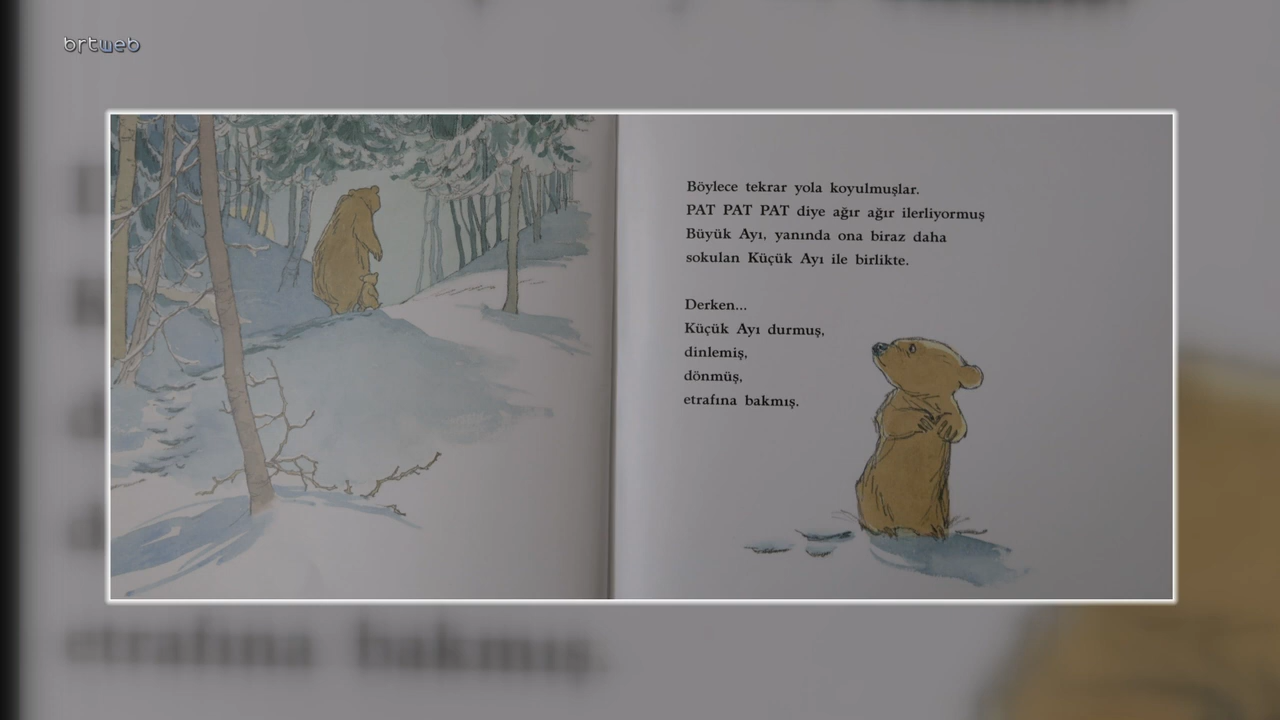 brtweb
Böylece tekrar yola koyulmuşlar.
PAT PAT PAT diye ağır ağır ilerliyormuş
Büyük Ayı, yanında ona biraz daha
sokulan Küçük Ayı ile birlikte.
Derken...
Küçük Ayı durmuş,
dinlemiş,
dönmüş,
etrafına bakmış.
etrafına bakmış.